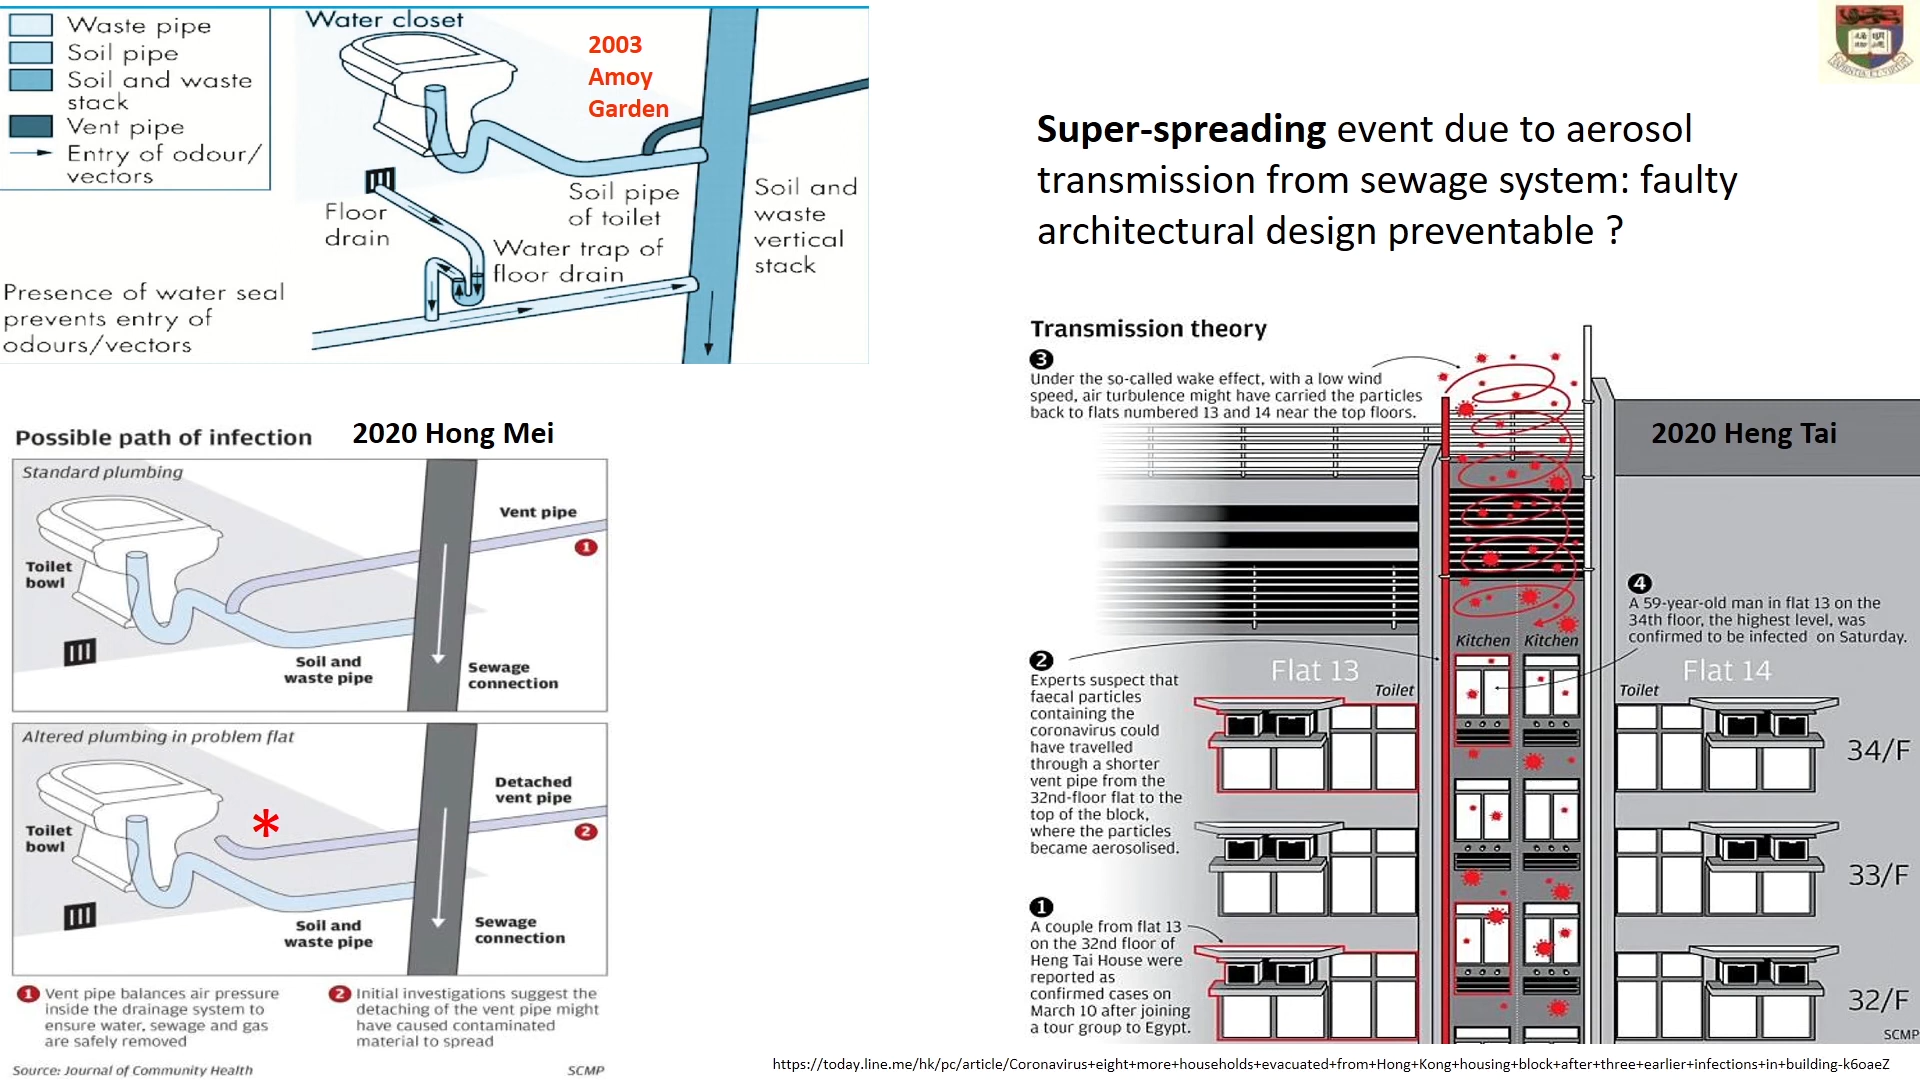 Waste pipe
Soil pipe
Soil and waste
stack
Vent pipe
Entry of odour/
vectors
Water closet
2003
Amoy
Garden
Floor
drain
Soil pipe
of toilet
Water trap of
floor drain
Soil and
waste
vertical
stack
Presence of water seal
prevents entry of
odours/vectors
Super-spreading event due to aerosol
transmission from sewage system: faulty
architectural design preventable ?
Possible path of infection
2020 Hong Mei
Standard plumbing
Vent pipe
1
Toilet
bowl
Soil and
waste pipe
Sewage
connection
Altered plumbing in problem flat
Detached
vent pipe
2
*
Toilet
bowl
Soil and
waste pipe
Sewage
connection
1 Vent pipe balances air pressure
inside the drainage system to
ensure water, sewage and gas
are safely removed
2 Initial investigations suggest the
detaching of the vent pipe might
have caused contaminated
material to spread
Source: Journal of Community Health
SCMP
Transmission theory
3
Under the so-called wake effect, with a low wind
speed, air turbulence might have carried the particles
back to flats numbered 13 and 14 near the top floors.
2020 Heng Tai
4
A 59-year-old man in flat 13 on the
34th floor, the highest level, was
confirmed to be infected on Saturday.
Kitchen
Kitchen
2
Experts suspect that
faecal particles
containing the
coronavirus could
have travelled
through a shorter
vent pipe from the
32nd-floor flat to the
top of the block,
where the particles
became aerosolised.
Flat 13
Toilet
Toilet
Flat 14
34/F
33/F
32/F
1
A couple from flat 13
on the 32nd floor of
Heng Tai House were
reported as
confirmed cases on
March 10 after joining
a tour group to Egypt.
SCMP
https://today.line.me/hk/pc/article/Coronavirus+eight+more+households+evacuated+from+Hong+Kong+housing+block+after+three+earlier+infections+in+building-k6oaeZ